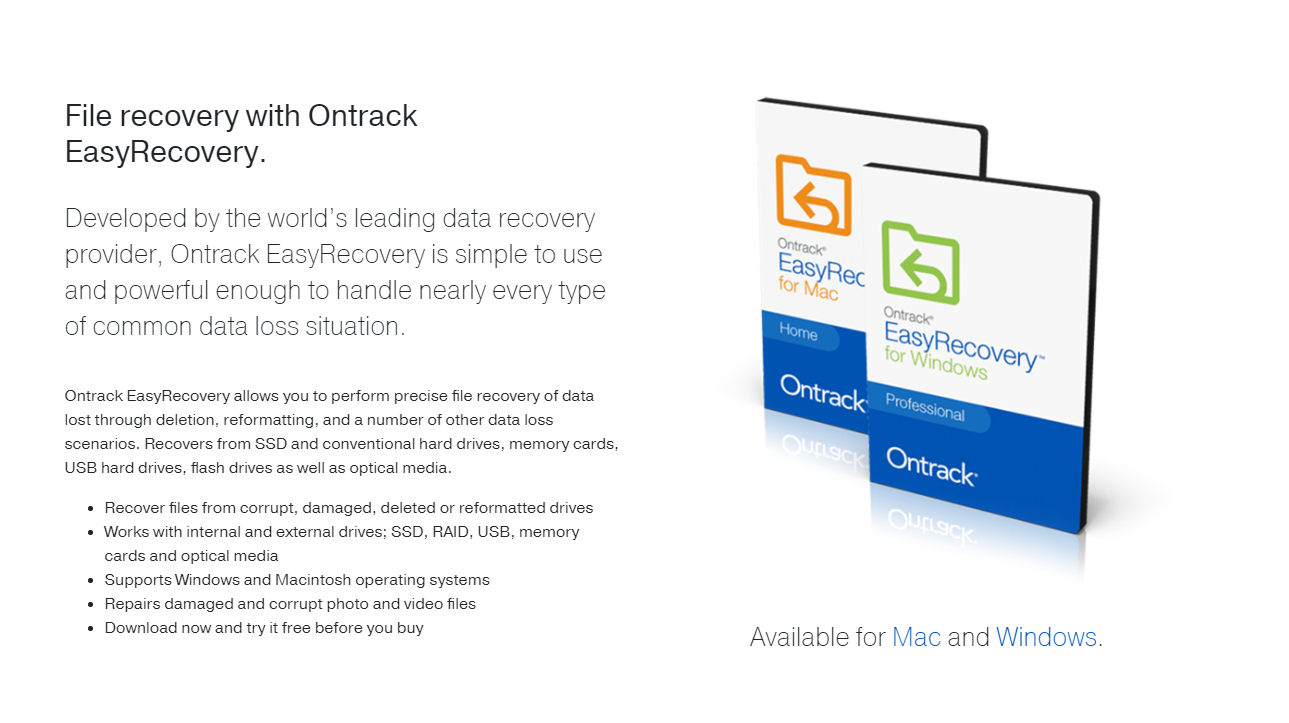 File recovery with Ontrack
EasyRecovery.
Developed by the world's leading data recovery
provider, Ontrack EasyRecovery is simple to use
and powerful enough to handle nearly every type
of common data loss situation.
Ontrack EasyRecovery allows you to perform precise file recovery of data
lost through deletion, reformatting, and a number of other data loss
scenarios. Recovers from SSD and conventional hard drives, memory cards,
USB hard drives, flash drives as well as optical media.
• Recover files from corrupt, damaged, deleted or reformatted drives
• Works with internal and external drives; SSD, RAID, USB, memory
cards and optical media
• Supports Windows and Macintosh operating systems
• Repairs damaged and corrupt photo and video files
• Download now and try it free before you buy
Ontrack®
EasyRec
for Mac
Home
Ontrack
Ontrack®
EasyRecovery™
for Windows
Professional
Ontrack®
Available for Mac and Windows.